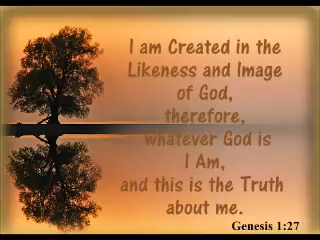 I am Created in the
Likeness and Image
of God,
therefore,
whatever God is
I Am,
and this is the Truth
about me.
Genesis 1:27